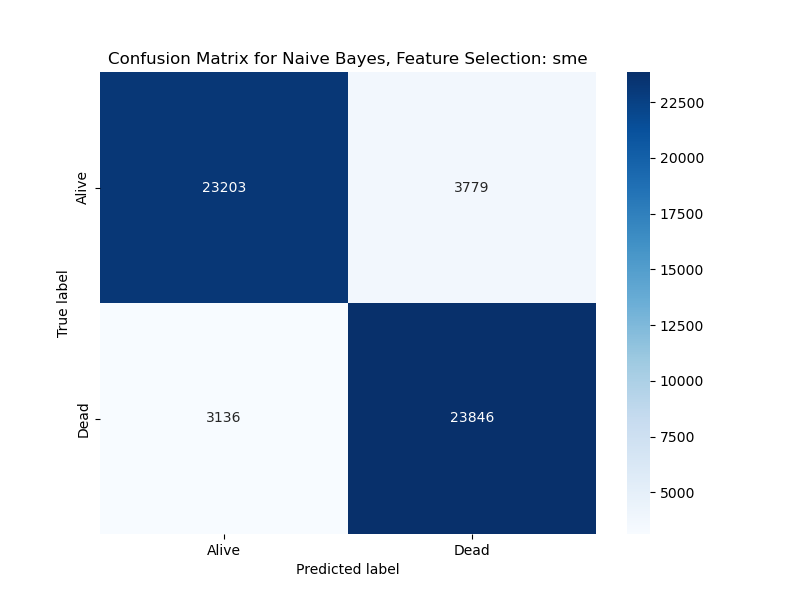 Confusion Matrix for Naive Bayes, Feature Selection: sme
True label
Alive
Dead
23203
3779
3136
23846
Alive
Dead
Predicted label
22500
20000
17500
15000
12500
10000
7500
5000